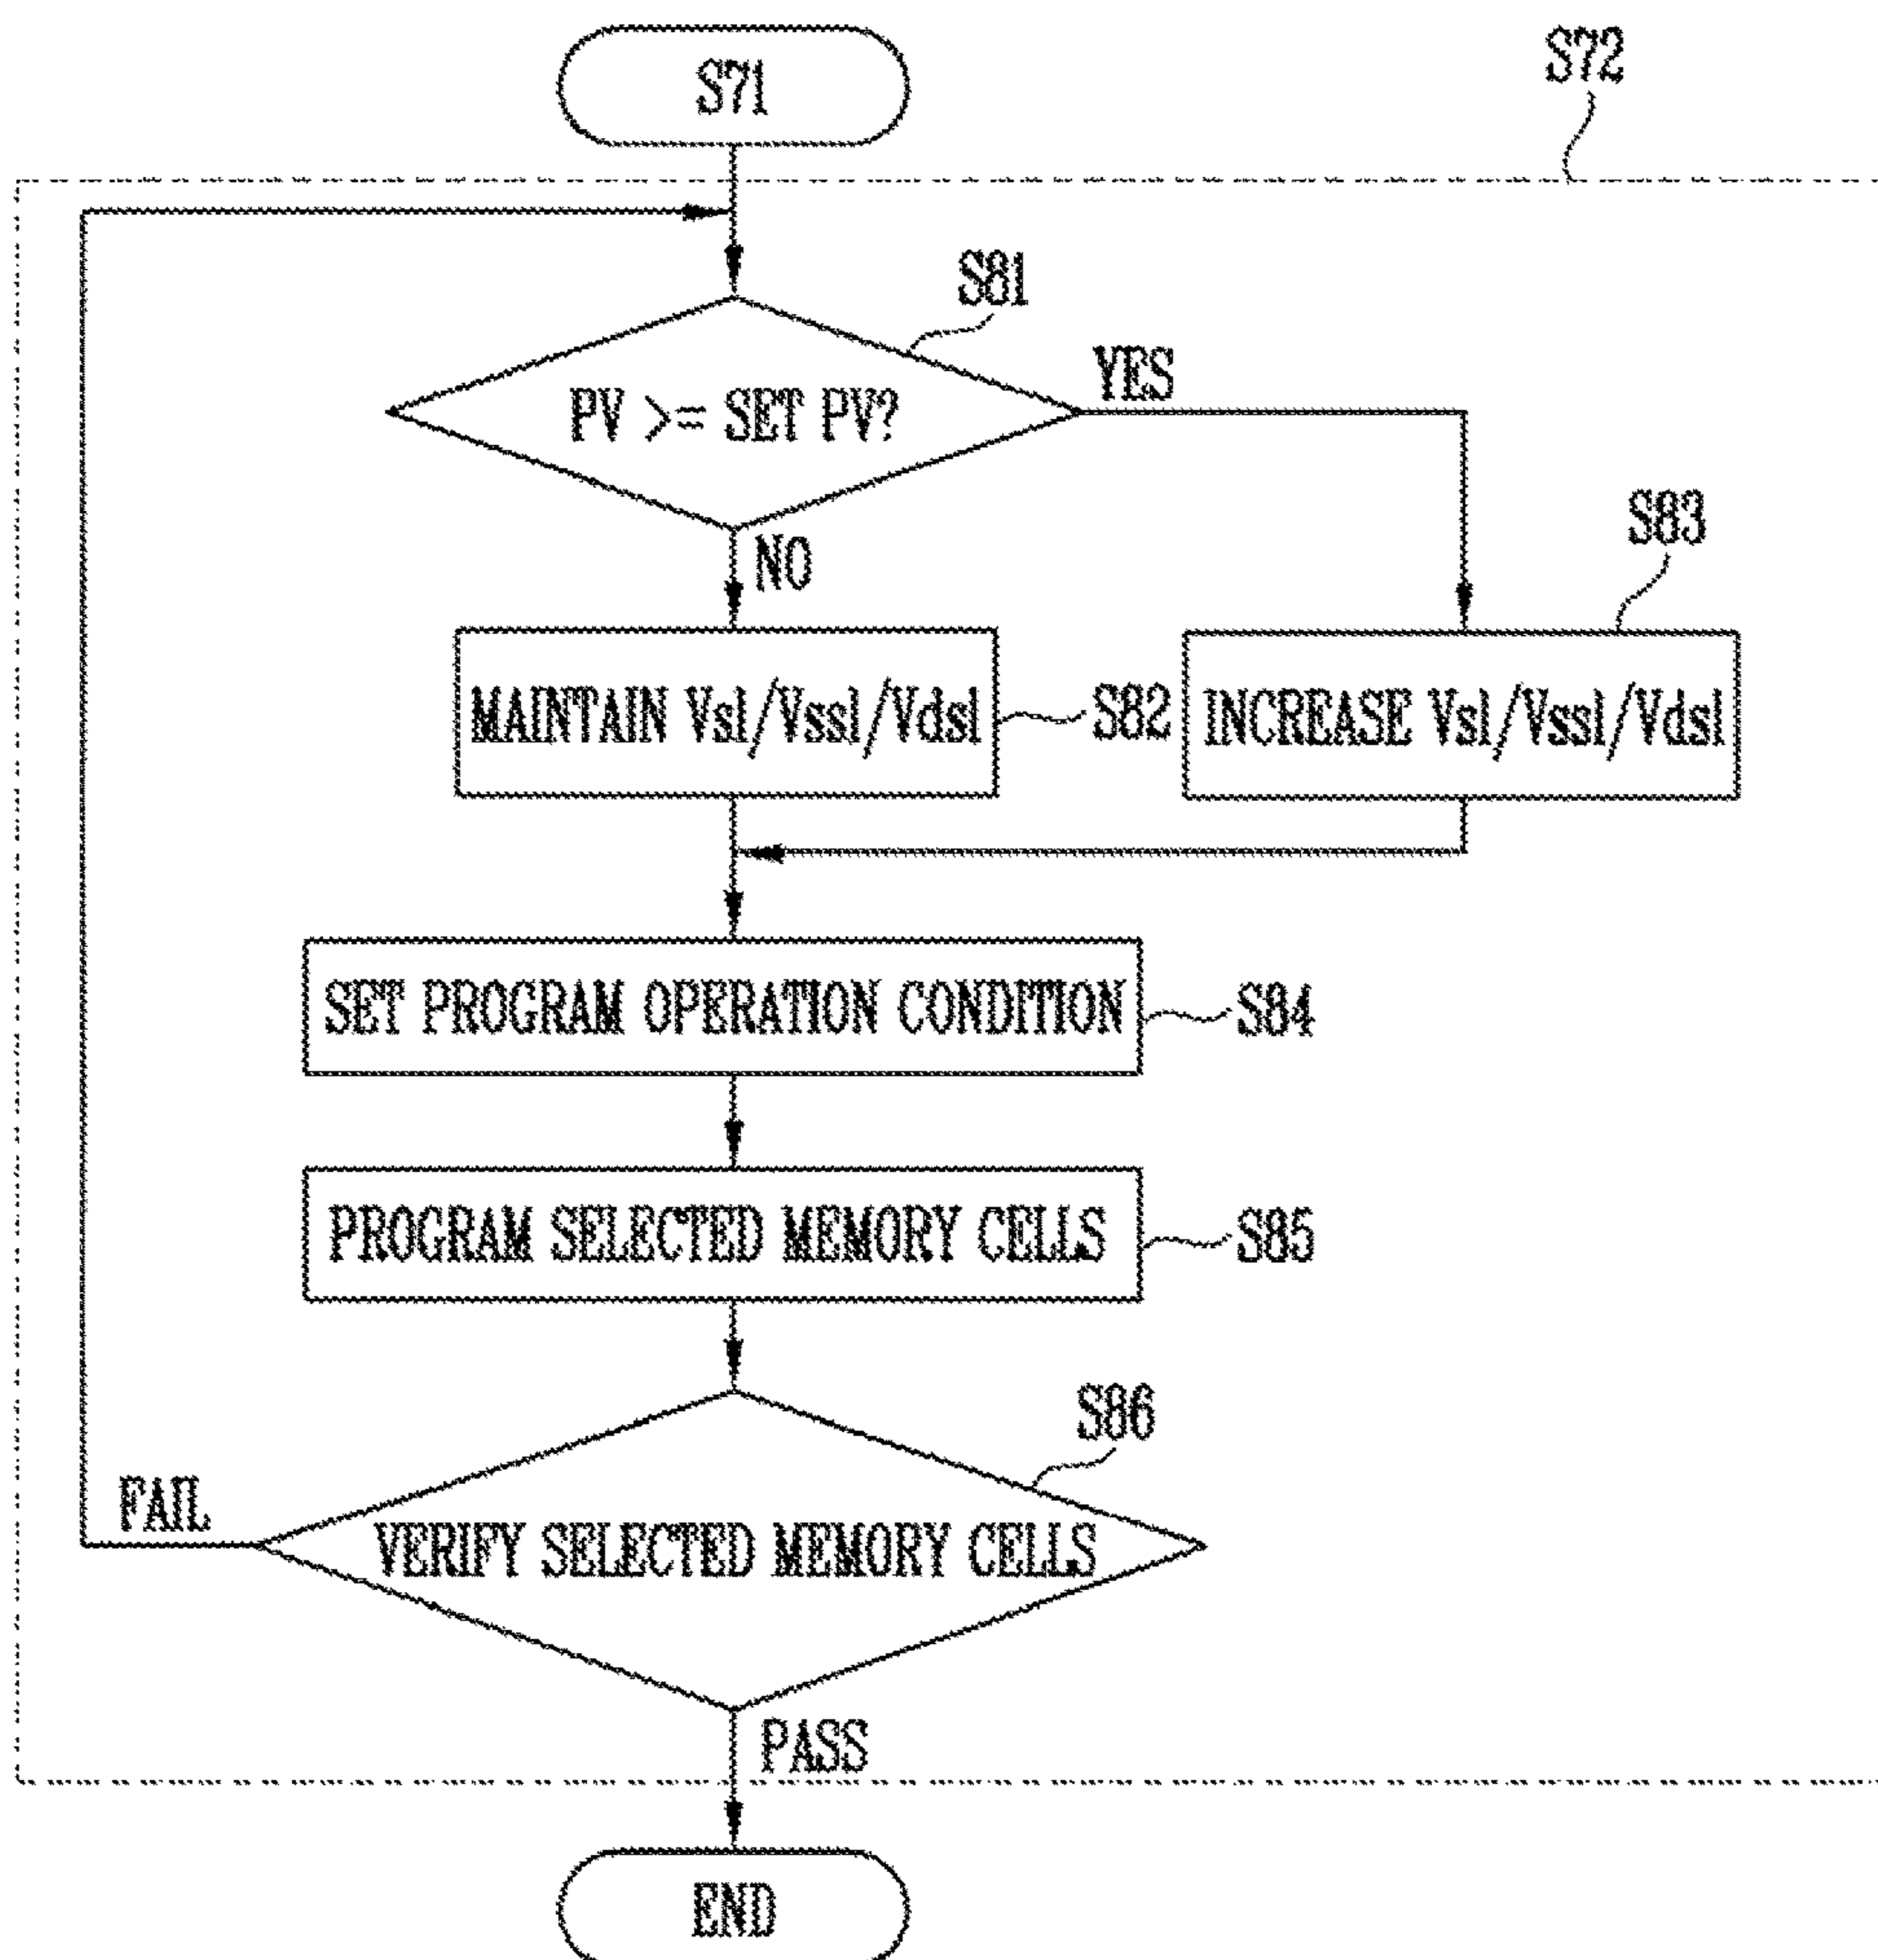 S71
S72
S81
PV >= SET PV?
YES
NO
S83
MAINTAIN Vsl/Vssl/Vdsl
S82
INCREASE Vsl/Vssl/Vdsl
SET PROGRAM OPERATION CONDITION
S84
PROGRAM SELECTED MEMORY CELLS
S85
S86
FAIL
VERIFY SELECTED MEMORY CELLS
PASS
END